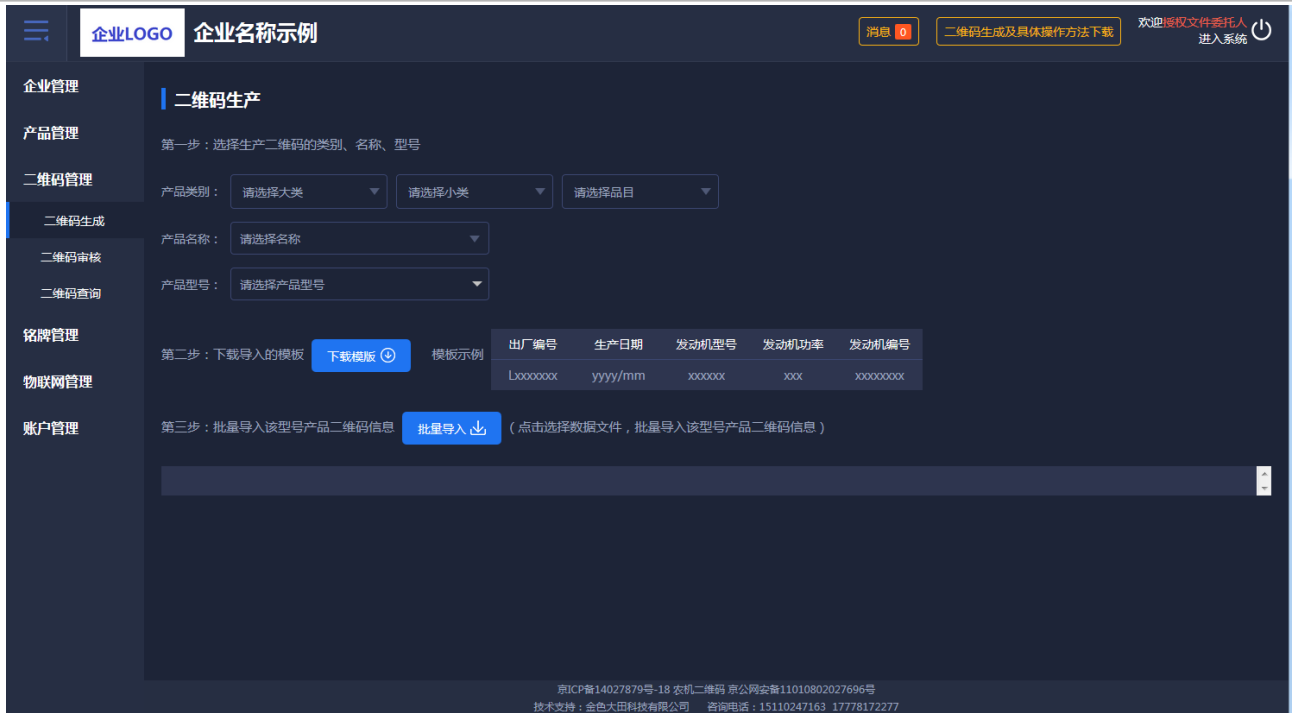 企业LOGO 企业名称示例 消息 0 二维码生成及具体操作方法下载 欢迎授权文件委托人
进入系统
企业管理
产品管理
二维码管理
二维码生成
二维码审核
二维码查询
铭牌管理
物联网管理
账户管理
二维码生产
第一步：选择生产二维码的类别、名称、型号
产品类别： 请选择大类 请选择小类 请选择品目
产品名称： 请选择名称
产品型号： 请选择产品型号
第二步：下载导入的模板 下载模版 模板示例
出厂编号 生产日期 发动机型号 发动机功率 发动机编号
Lxxxxxxx yyyy/mm xxxxxx xxx xxxxxxxx
第三步：批量导入该型号产品二维码信息 批量导入 （点击选择数据文件，批量导入该型号产品二维码信息）
京ICP备14027879号-18 农机二维码 京公网安备11010802027696号
技术支持：金色大田科技有限公司 咨询电话：15110247163 17778172277